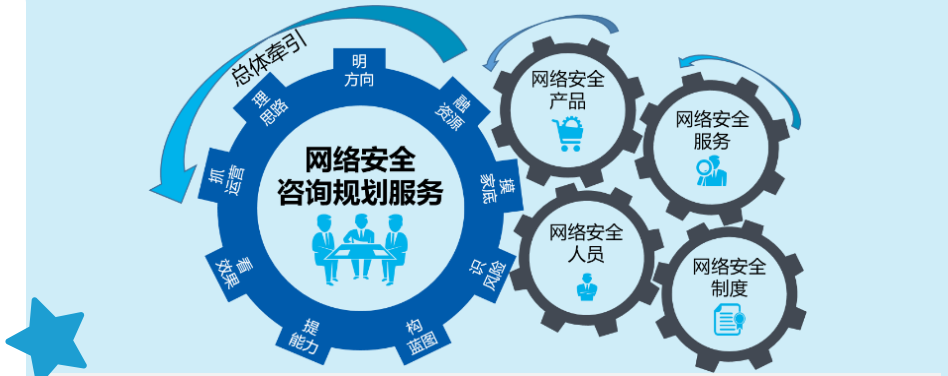 总体牵引
明
方向
融
资源
摸
家底
识
风险
构
蓝图
提
能力
看
效果
抓
运营
理
思路
网络安全
咨询规划服务
网络安全
产品
网络安全
服务
网络安全
人员
网络安全
制度